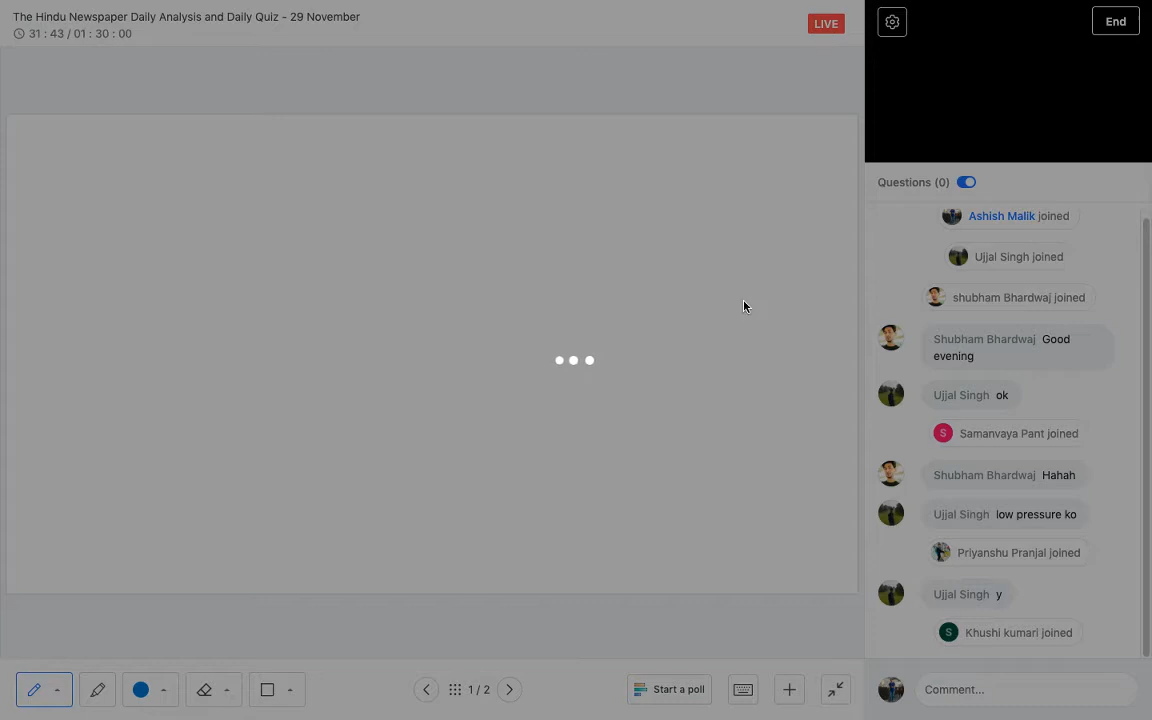 The Hindu Newspaper Daily Analysis and Daily Quiz - 29 November
31 : 43 / 01 : 30 : 00
LIVE
End
Questions (0)
Ashish Malik joined
Ujjal Singh joined
shubham Bhardwaj joined
Shubham Bhardwaj Good
evening
Ujjal Singh ok
S Samanvaya Pant joined
Shubham Bhardwaj Hahah
Ujjal Singh low pressure ko
Priyanshu Pranjal joined
Ujjal Singh y
S Khushi kumari joined
1 / 2
Start a poll
Comment...